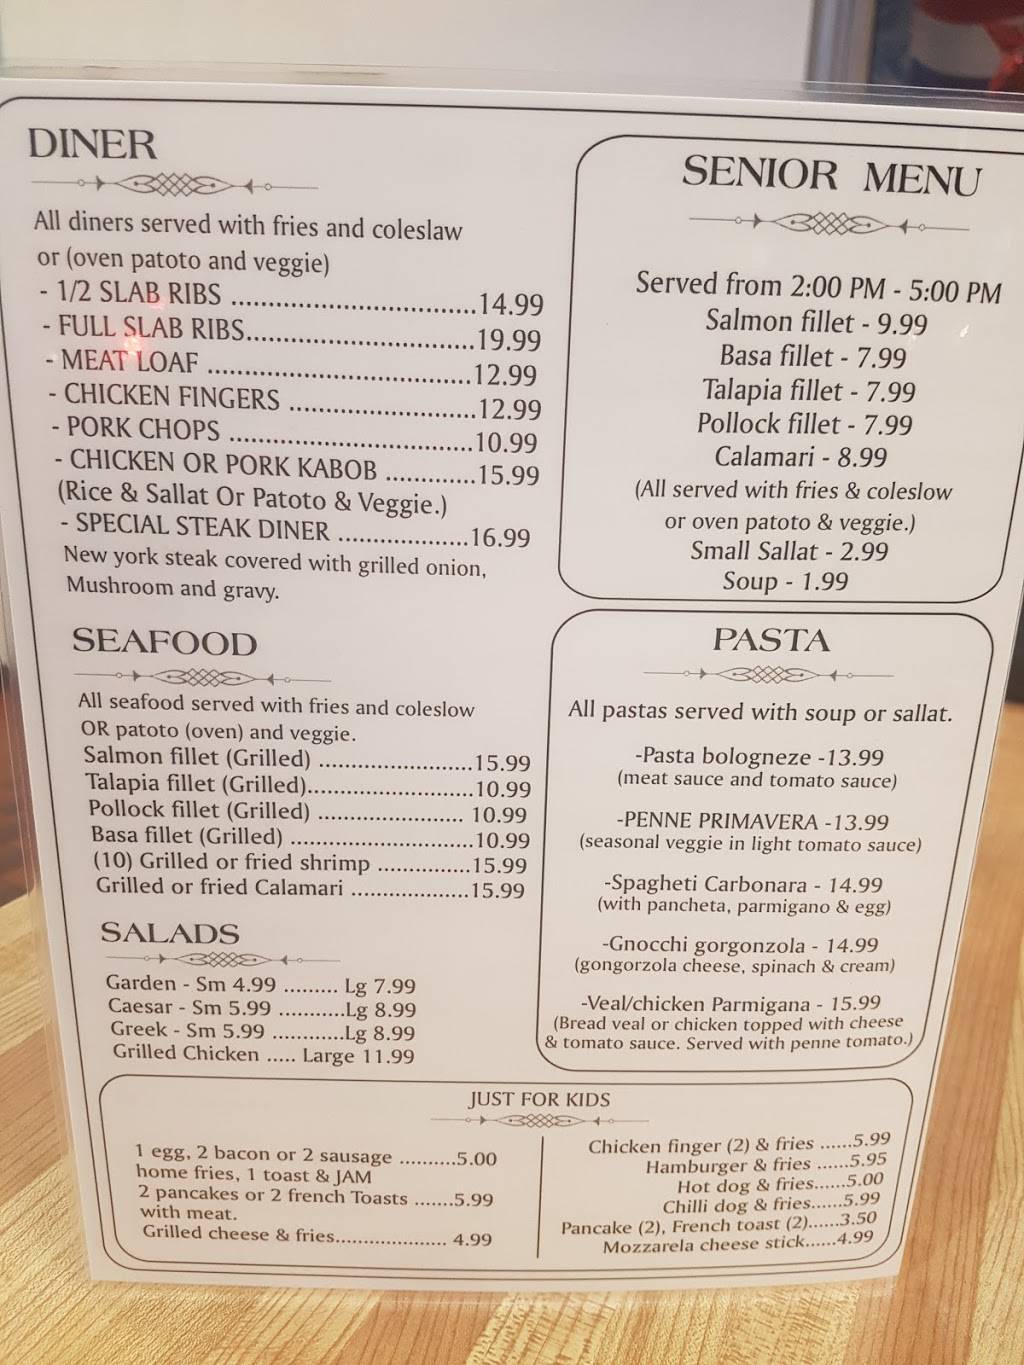 DINER
All diners served with fries and coleslaw
or (oven patoto and veggie)
- 1/2 SLAB RIBS ....................................14.99
- FULL SLAB RIBS..................................19.99
- MEAT LOAF .......................................12.99
- CHICKEN FINGERS ...........................12.99
- PORK CHOPS ...................................10.99
- CHICKEN OR PORK KABOB .............15.99
(Rice & Sallat Or Patoto & Veggie.)
- SPECIAL STEAK DINER ...................16.99
New york steak covered with grilled onion,
Mushroom and gravy.
SEAFOOD
All seafood served with fries and coleslow
OR patoto (oven) and veggie.
Salmon fillet (Grilled) ........................15.99
Talapia fillet (Grilled)..........................10.99
Pollock fillet (Grilled) ....................... 10.99
Basa fillet (Grilled) .............................10.99
(10) Grilled or fried shrimp ...............15.99
Grilled or fried Calamari ...................15.99
SALADS
Garden - Sm 4.99 ......... Lg 7.99
Caesar - Sm 5.99 ...........Lg 8.99
Greek - Sm 5.99 ............Lg 8.99
Grilled Chicken ..... Large 11.99
SENIOR MENU
Served from 2:00 PM - 5:00 PM
Salmon fillet - 9.99
Basa fillet - 7.99
Talapia fillet - 7.99
Pollock fillet - 7.99
Calamari - 8.99
(All served with fries & coleslow
or oven patoto & veggie.)
Small Sallat - 2.99
Soup - 1.99
PASTA
All pastas served with soup or sallat.
-Pasta bologneze -13.99
(meat sauce and tomato sauce)
-PENNE PRIMAVERA -13.99
(seasonal veggie in light tomato sauce)
-Spagheti Carbonara - 14.99
(with pancheta, parmigano & egg)
-Gnocchi gorgonzola - 14.99
(gongorzola cheese, spinach & cream)
-Veal/chicken Parmigana - 15.99
(Bread veal or chicken topped with cheese
& tomato sauce. Served with penne tomato.)
JUST FOR KIDS
1 egg, 2 bacon or 2 sausage ..........5.00
home fries, 1 toast & JAM
2 pancakes or 2 french Toasts .......5.99
with meat.
Grilled cheese & fries.................... 4.99
Chicken finger (2) & fries ......5.99
Hamburger & fries ......5.95
Hot dog & fries......5.00
Chilli dog & fries......5.99
Pancake (2), French toast (2)......3.50
Mozzarela cheese stick......4.99